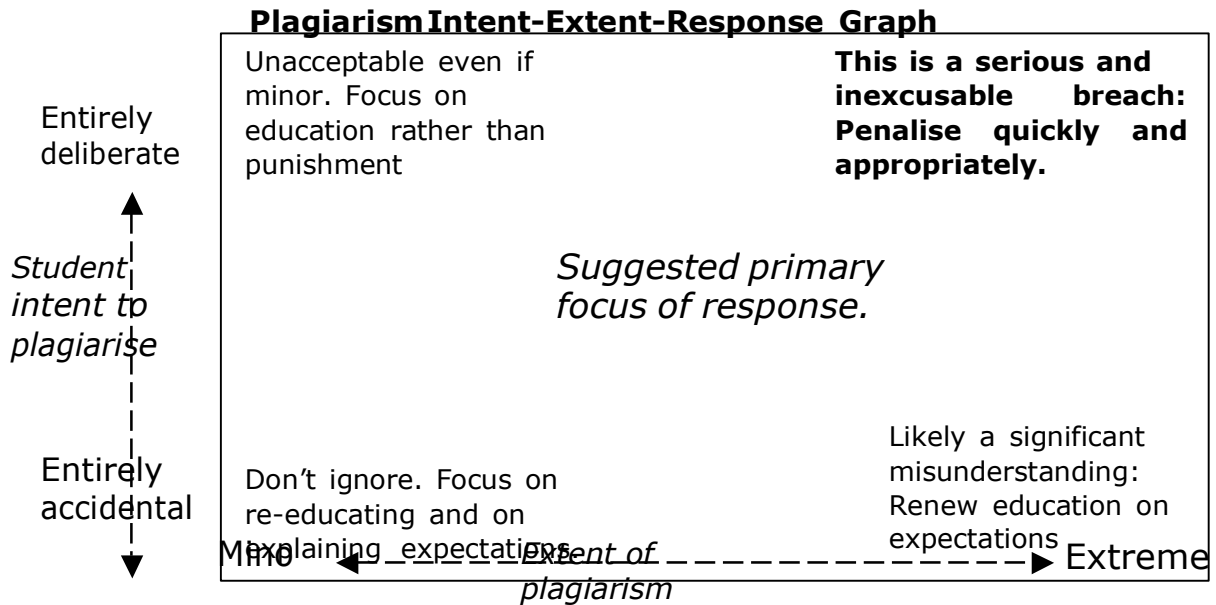 Plagiarism Intent-Extent-Response Graph
Unacceptable even if
minor. Focus on
education rather than
punishment
This is a serious and
inexcusable breach:
Penalise quickly and
appropriately.
Entirely
deliberate
Student
intent to
plagiarise
Suggested primary
focus of response.
Entirely
accidental
Don't ignore. Focus on
re-educating and on
explaining expectations.
Likely a significant
misunderstanding:
Renew education on
expectations
Mino
Extent of
plagiarism
Extreme